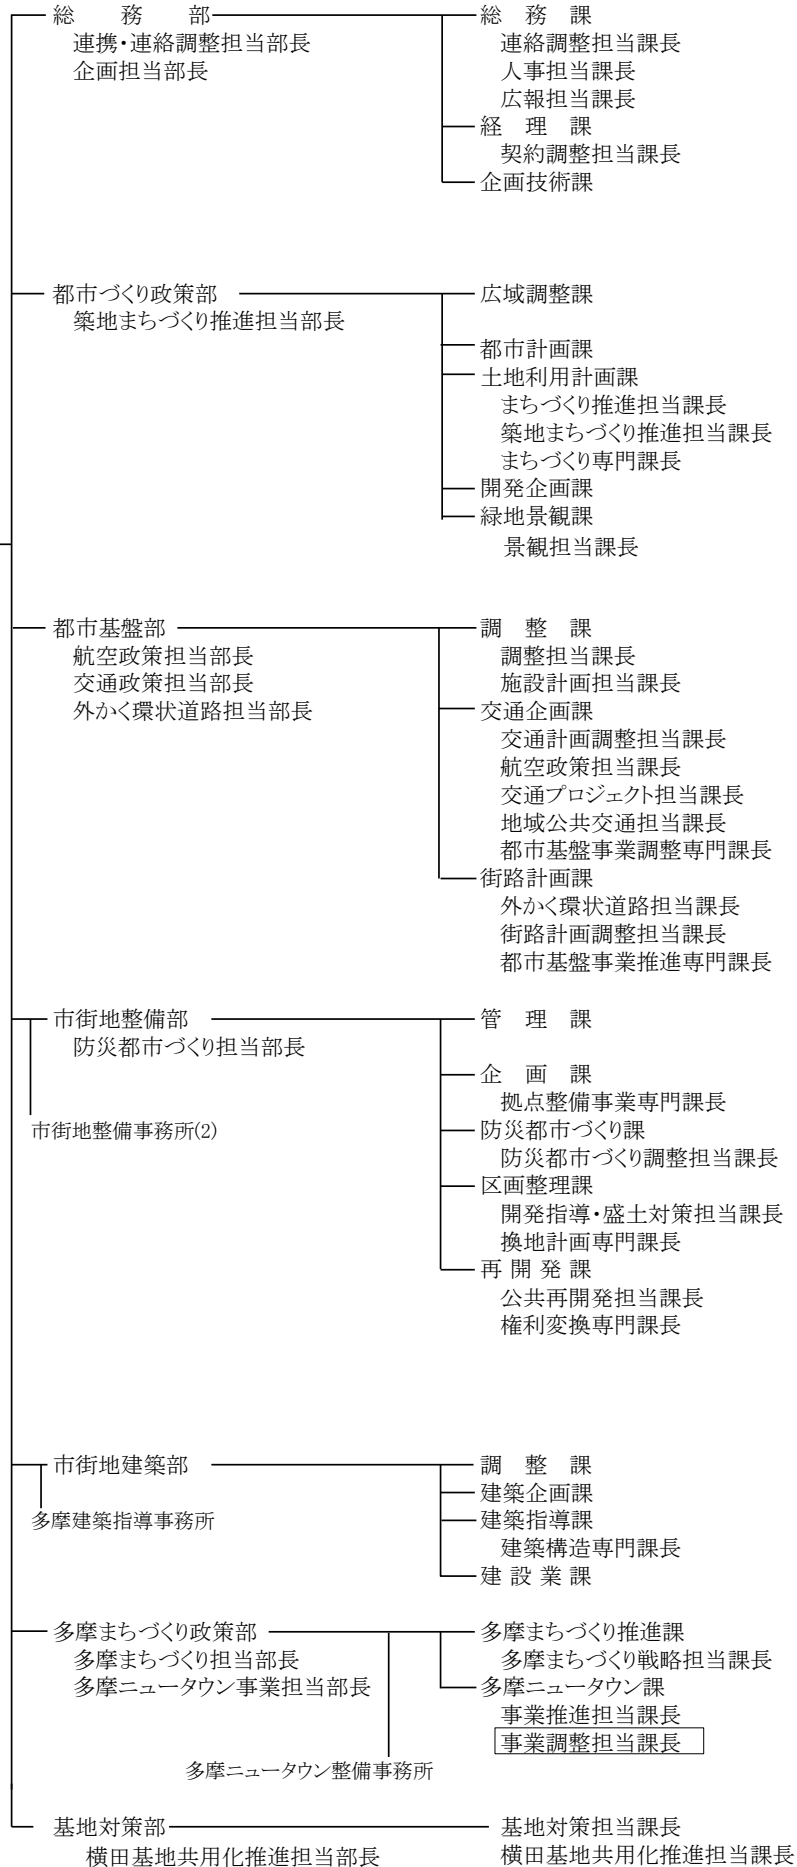 総務部
連携・連絡調整担当部長
企画担当部長
総務課
連絡調整担当課長
人事担当課長
広報担当課長
経理課
契約調整担当課長
企画技術課
都市づくり政策部
築地まちづくり推進担当部長
広域調整課
都市計画課
土地利用計画課
まちづくり推進担当課長
築地まちづくり推進担当課長
まちづくり専門課長
開発企画課
緑地景観課
景観担当課長
都市基盤部
航空政策担当部長
交通政策担当部長
外かく環状道路担当部長
調整課
調整担当課長
施設計画担当課長
交通企画課
交通計画調整担当課長
航空政策担当課長
交通プロジェクト担当課長
地域公共交通担当課長
都市基盤事業調整専門課長
街路計画課
外かく環状道路担当課長
街路計画調整担当課長
都市基盤事業推進専門課長
市街地整備部
防災都市づくり担当部長
市街地整備事務所(2)
管理課
企画課
拠点整備事業専門課長
防災都市づくり課
防災都市づくり調整担当課長
区画整理課
開発指導・盛土対策担当課長
換地計画専門課長
再開発課
公共再開発担当課長
権利変換専門課長
市街地建築部
多摩建築指導事務所
調整課
建築企画課
建築指導課
建築構造専門課長
建設業課
多摩まちづくり政策部
多摩まちづくり担当部長
多摩ニュータウン事業担当部長
多摩ニュータウン整備事務所
多摩まちづくり推進課
多摩まちづくり戦略担当課長
多摩ニュータウン課
事業推進担当課長
事業調整担当課長
基地対策部
横田基地共用化推進担当部長
基地対策担当課長
横田基地共用化推進担当課長